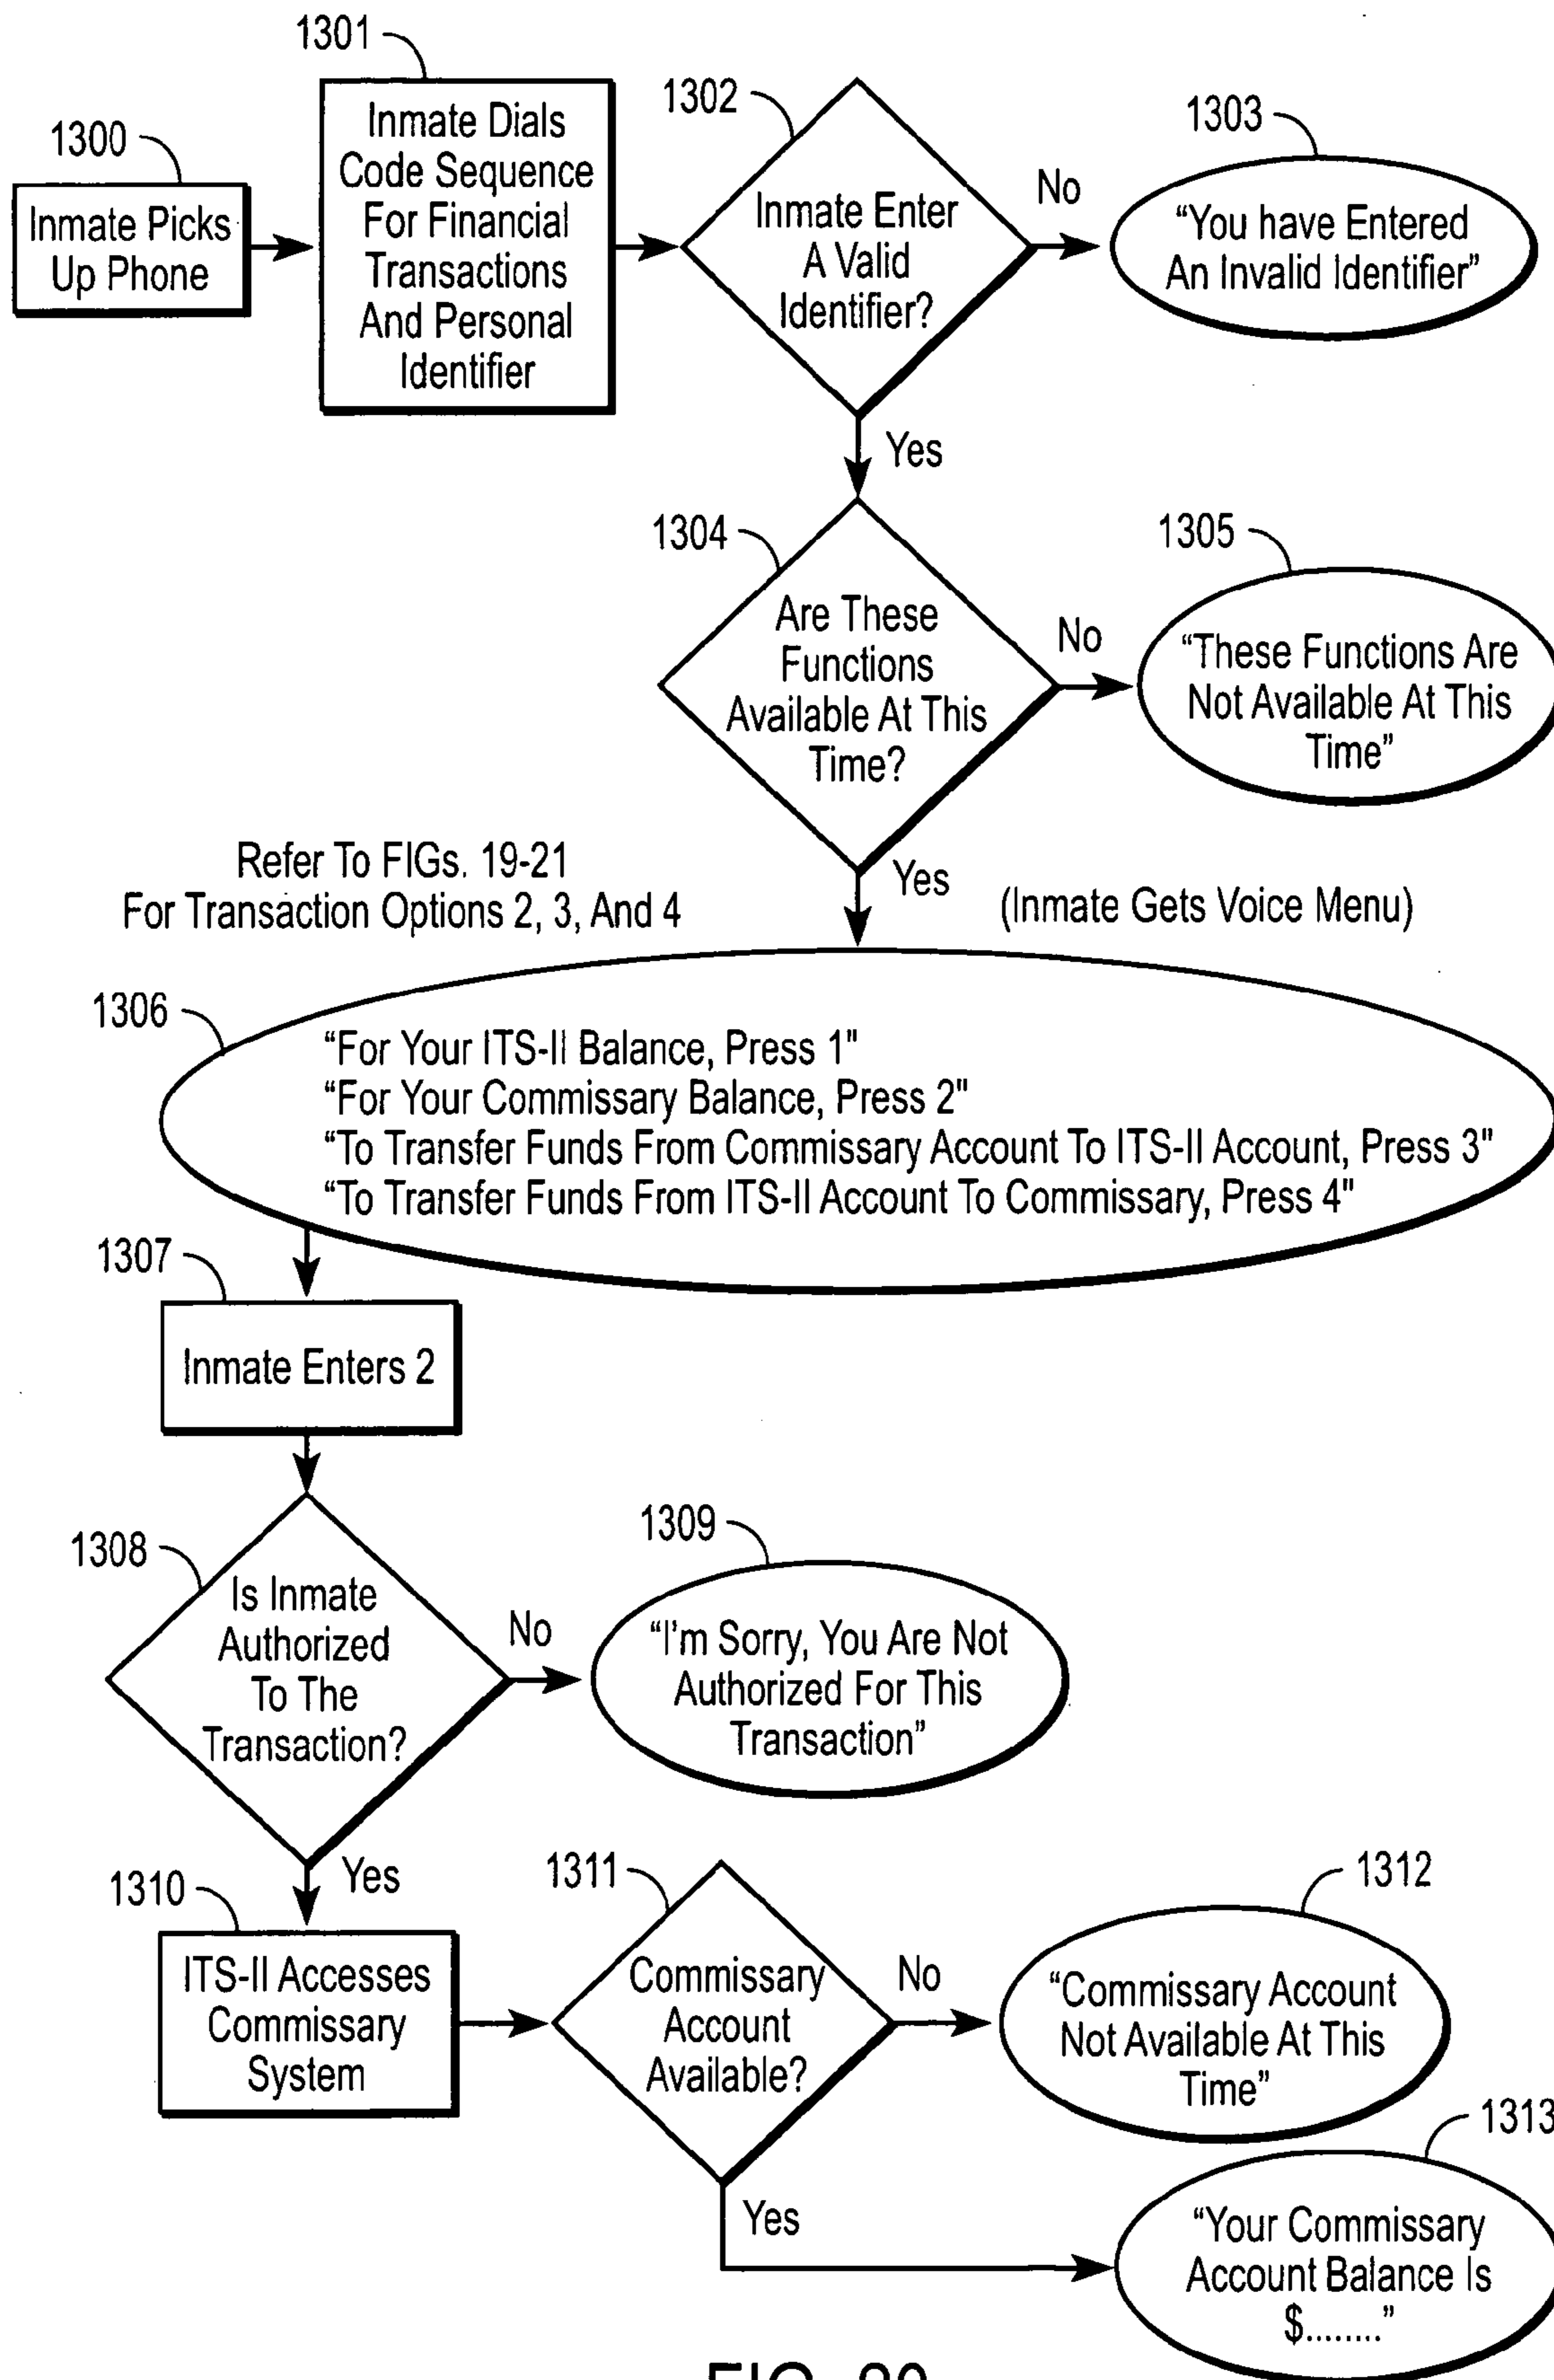 1301
1300
Inmate Picks
Up Phone
Inmate Dials
Code Sequence
For Financial
Transactions
And Personal
Identifier
1302
Inmate Enter
A Valid
Identifier?
No
1303
“You have Entered
An Invalid Identifier”
Yes
1304
Are These
Functions
Available At This
Time?
No
1305
“These Functions Are
Not Available At This
Time”
Yes
Refer To FIGs. 19-21
For Transaction Options 2, 3, And 4
(Inmate Gets Voice Menu)
1306
“For Your ITS-II Balance, Press 1"
“For Your Commissary Balance, Press 2"
“To Transfer Funds From Commissary Account To ITS-II Account, Press 3"
“To Transfer Funds From ITS-II Account To Commissary, Press 4"
1307
Inmate Enters 2
1308
Is Inmate
Authorized
To The
Transaction?
No
1309
“I'm Sorry, You Are Not
Authorized For This
Transaction”
Yes
1310
ITS-II Accesses
Commissary
System
1311
Commissary
Account
Available?
No
1312
“Commissary Account
Not Available At This
Time”
Yes
1313
“Your Commissary
Account Balance Is
$........”
FIG.